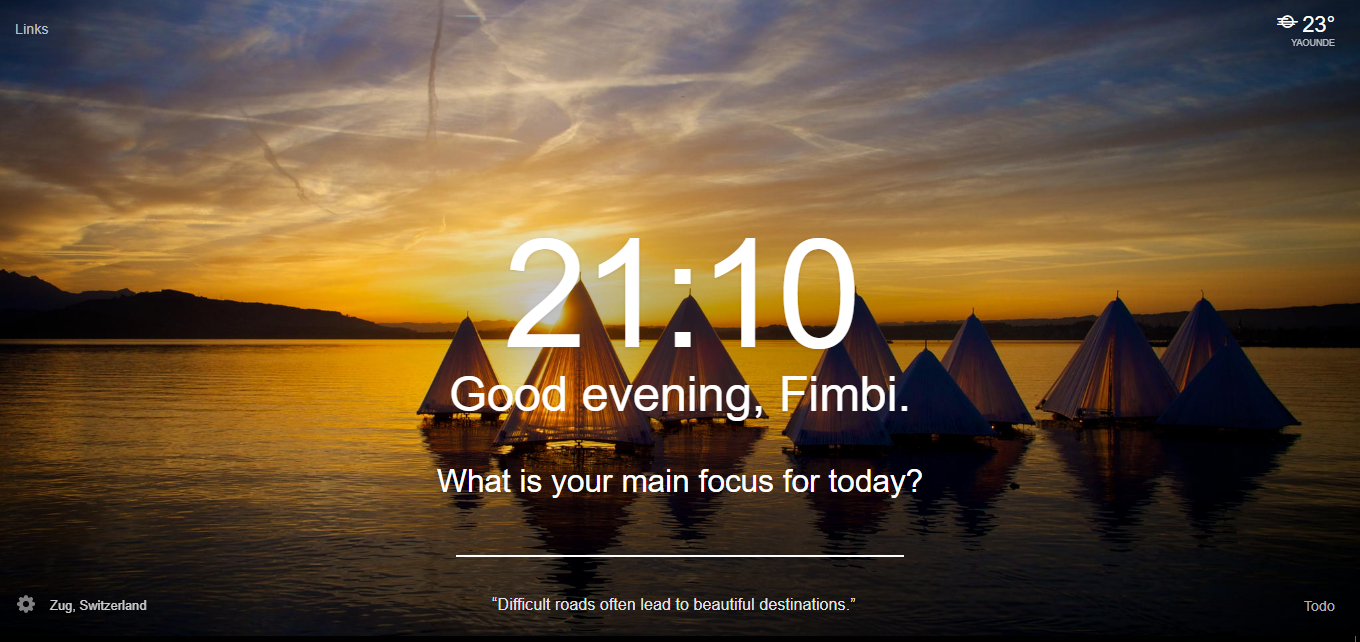 Links
23°
YAOUNDE
21:10
Good evening, Fimbi.
What is your main focus for today?
Zug, Switzerland
“Difficult roads often lead to beautiful destinations.”
Todo